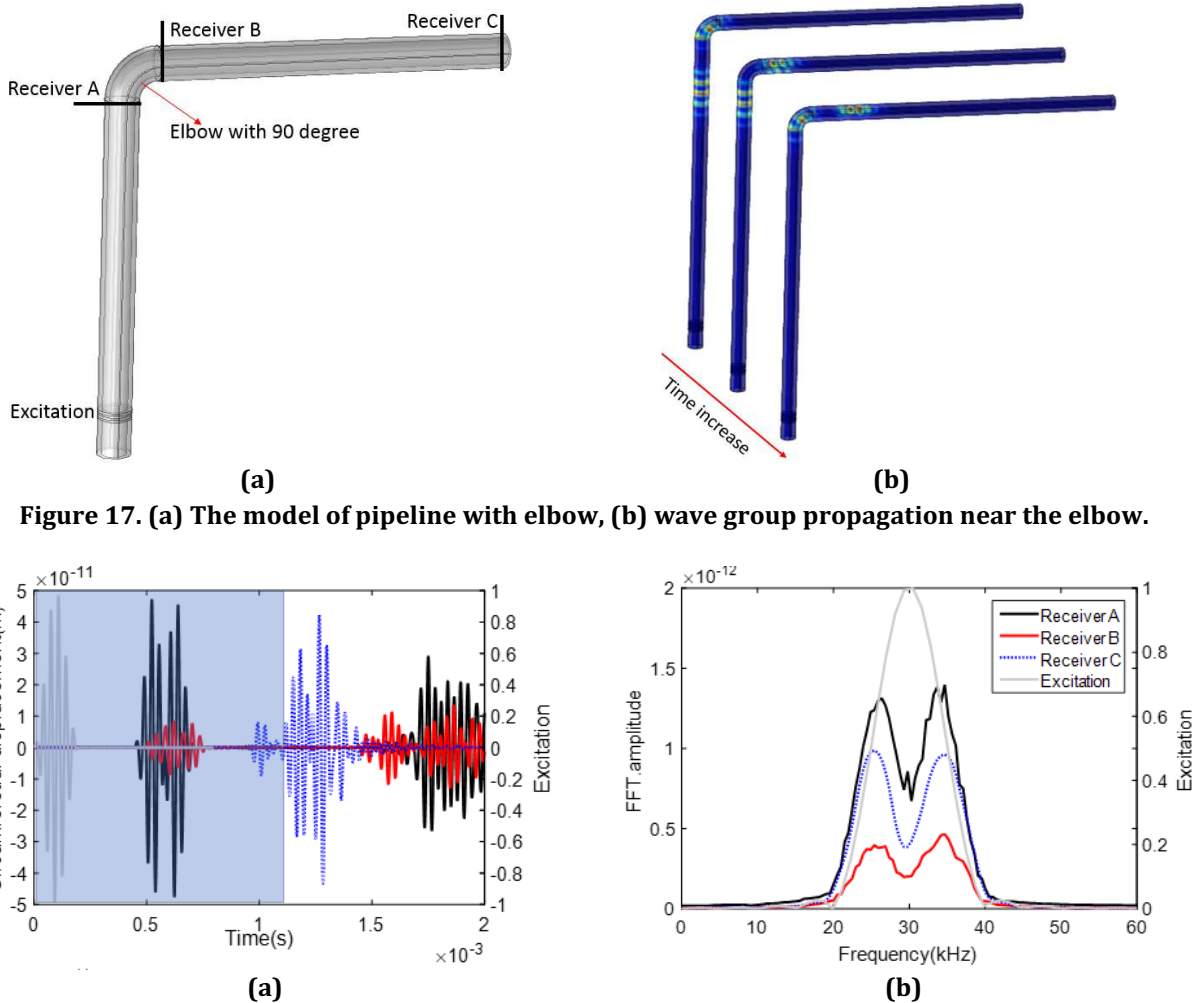 Receiver C
Receiver B
Receiver A
Elbow with 90 degree
Excitation
(a)
Time increase
(b)
Figure 17. (a) The model of pipeline with elbow, (b) wave group propagation near the elbow.
×10⁻¹¹
5
4
3
2
1
0
-1
-2
-3
-4
-5
1
0.8
0.6
0.4
0.2
0
-0.2
-0.4
-0.6
-0.8
-1
Excitation
0 0.5 1 1.5 2
Time(s)
×10⁻³
(a)
×10⁻¹²
2
1.5
1
0.5
0
FFT.amplitude
Receiver A
Receiver B
Receiver C
Excitation
1
0.8
0.6
0.4
0.2
0
Excitation
0 10 20 30 40 50 60
Frequency(kHz)
(b)